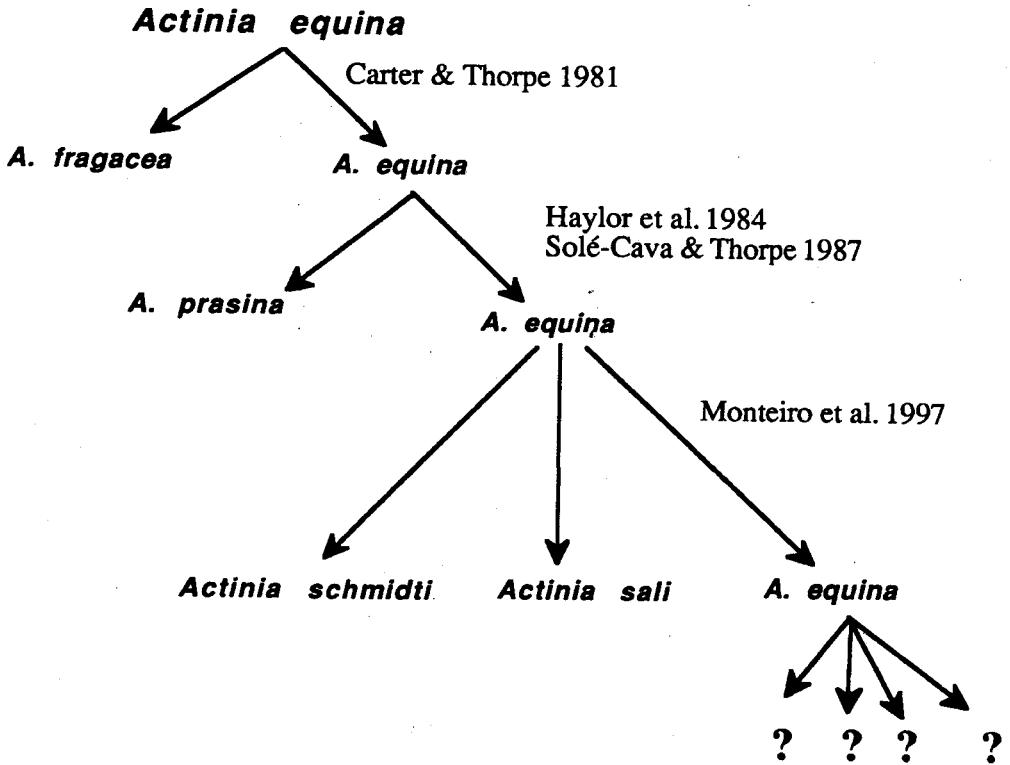 Actinia equina
Carter & Thorpe 1981
A. fragacea
A. equina
Haylor et al. 1984
Solé-Cava & Thorpe 1987
A. prasina
A. equina
Monteiro et al. 1997
Actinia schmidti
Actinia sali
A. equina
? ? ? ?